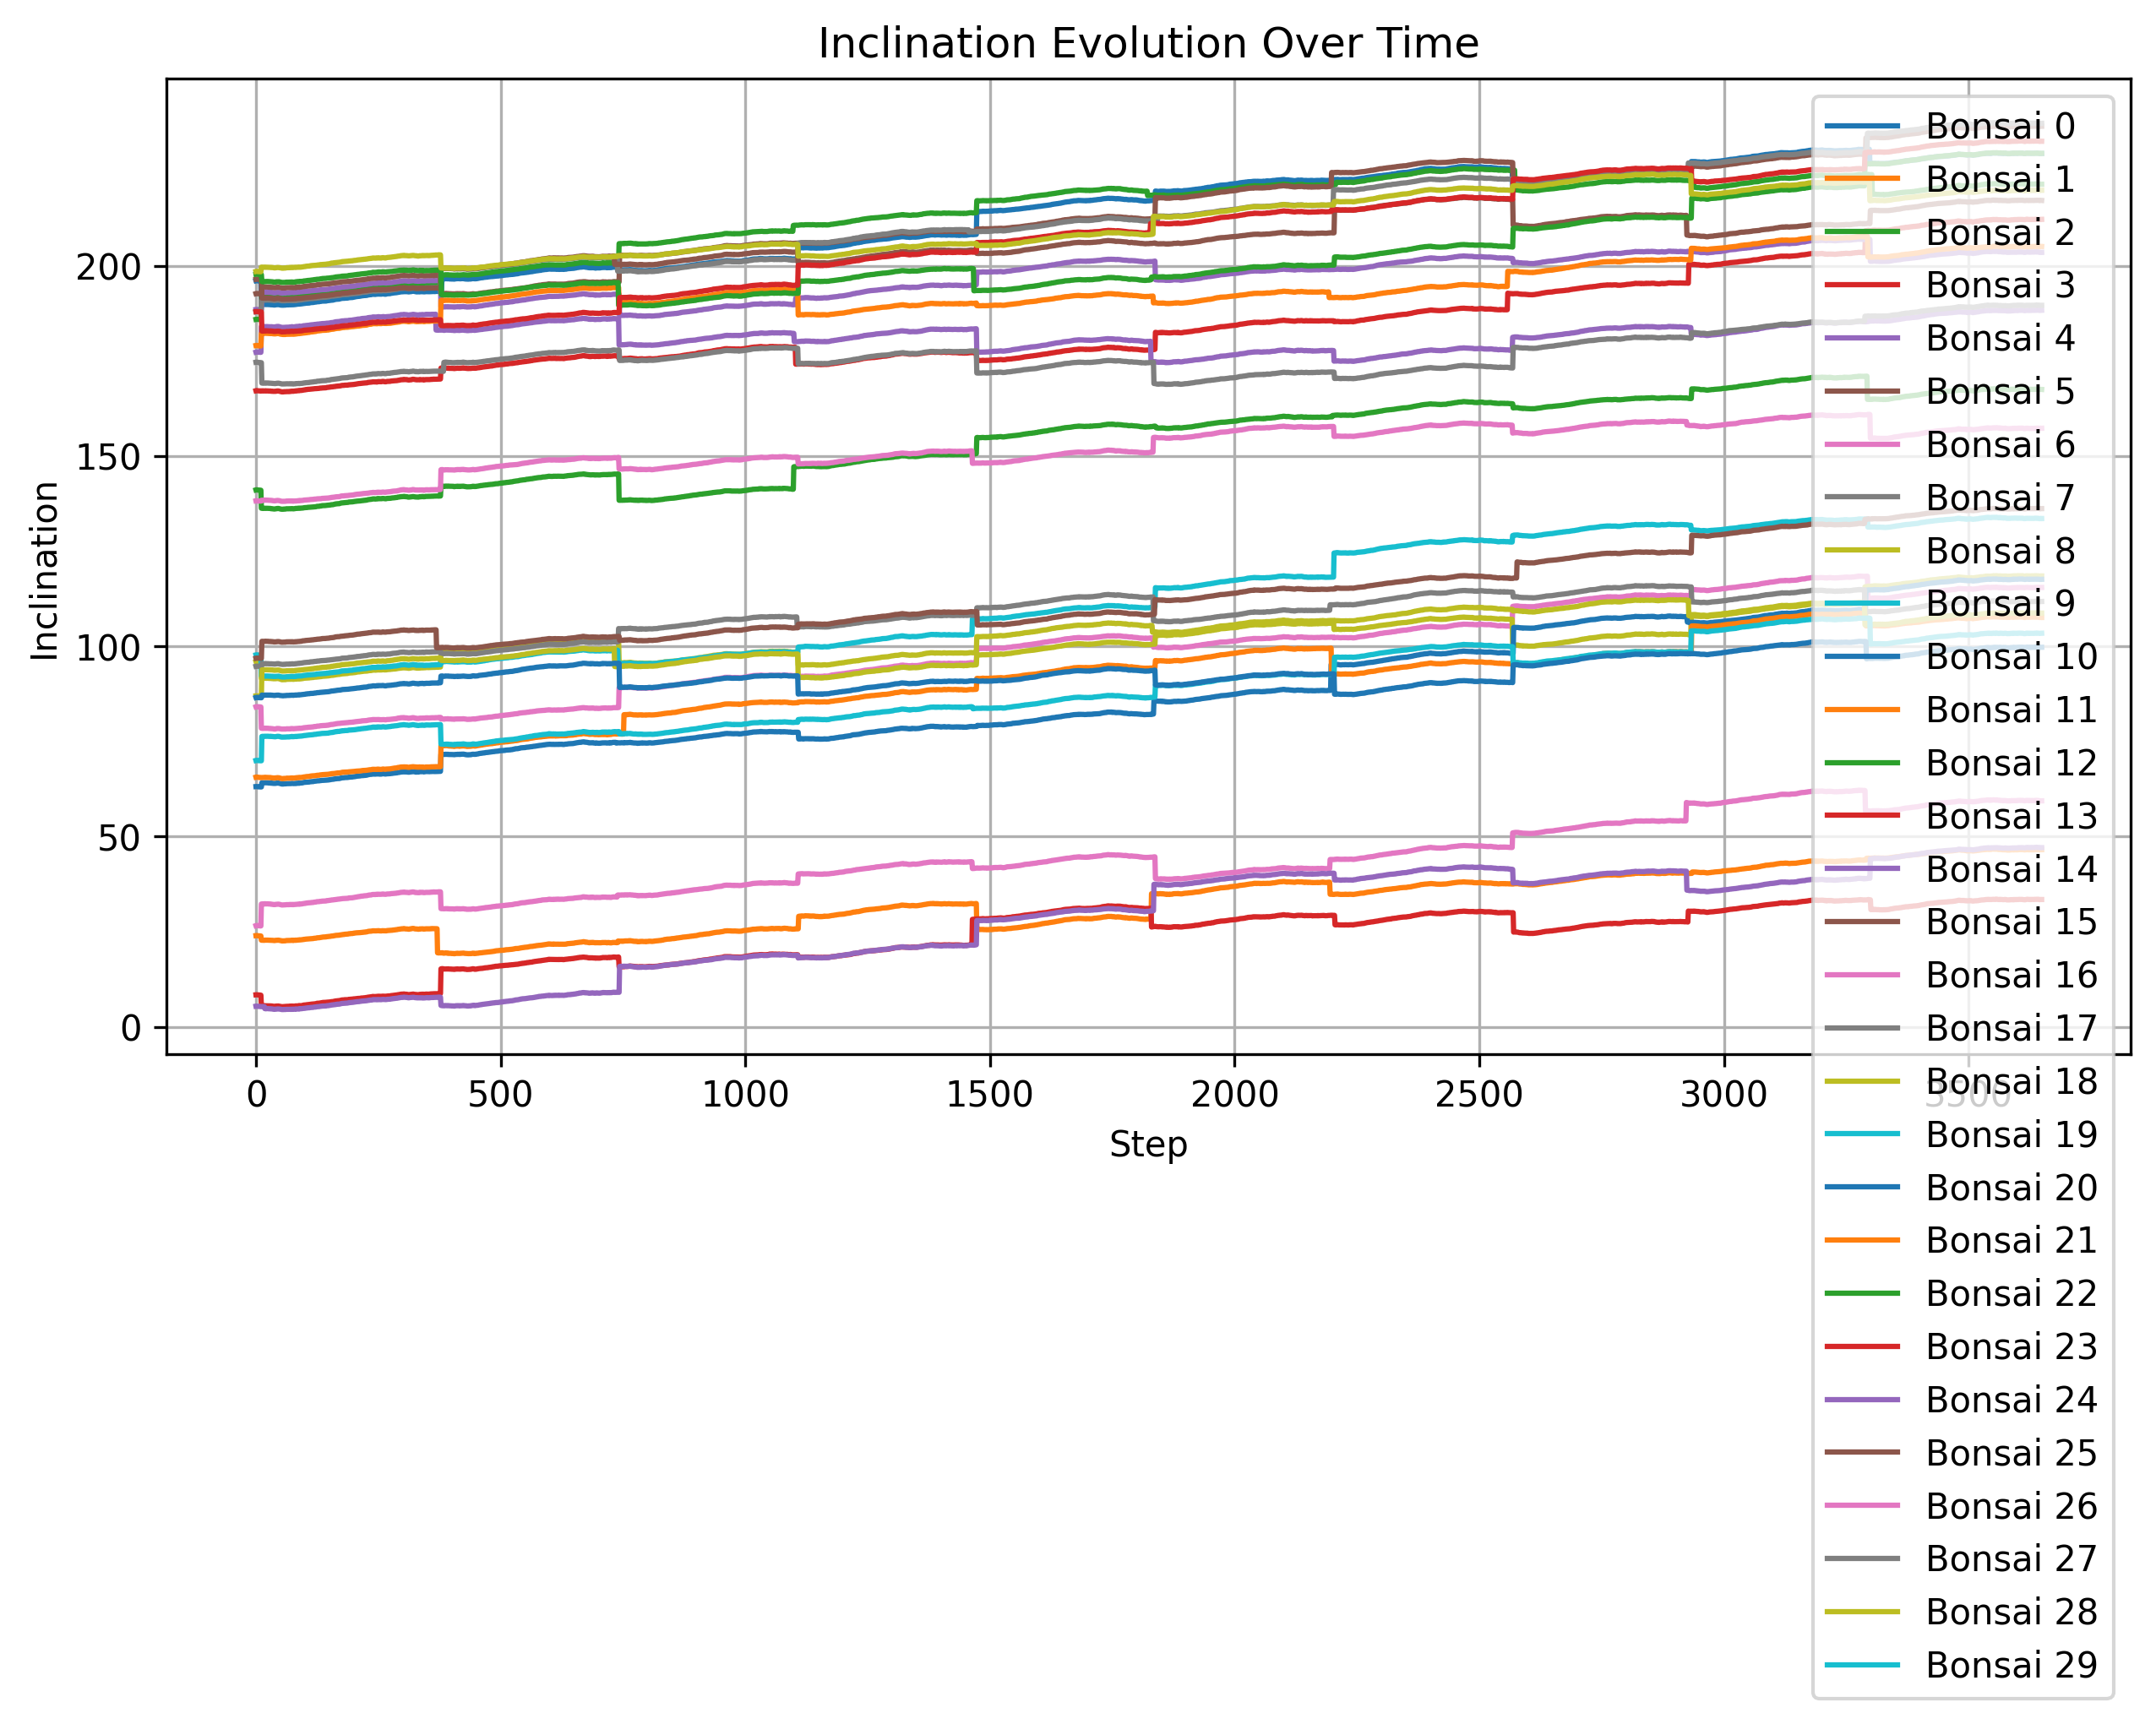 Inclination Evolution Over Time
Inclination
200
150
100
50
0
0
500
1000
1500
2000
2500
3000
3500
Step
Bonsai 0
Bonsai 1
Bonsai 2
Bonsai 3
Bonsai 4
Bonsai 5
Bonsai 6
Bonsai 7
Bonsai 8
Bonsai 9
Bonsai 10
Bonsai 11
Bonsai 12
Bonsai 13
Bonsai 14
Bonsai 15
Bonsai 16
Bonsai 17
Bonsai 18
Bonsai 19
Bonsai 20
Bonsai 21
Bonsai 22
Bonsai 23
Bonsai 24
Bonsai 25
Bonsai 26
Bonsai 27
Bonsai 28
Bonsai 29